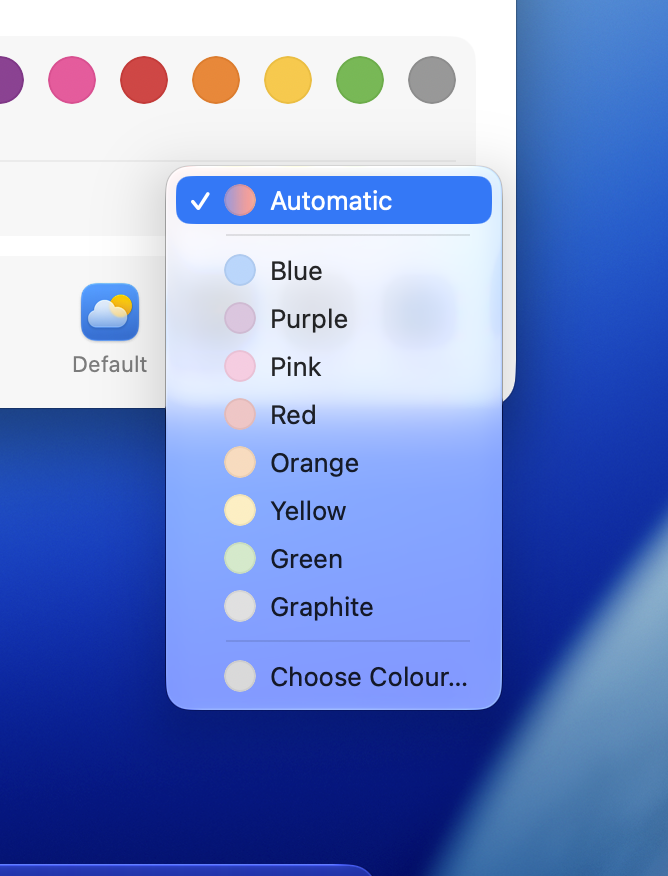 Automatic
Blue
Purple
Default
Pink
Red
Orange
Yellow
Green
Graphite
Choose Colour...